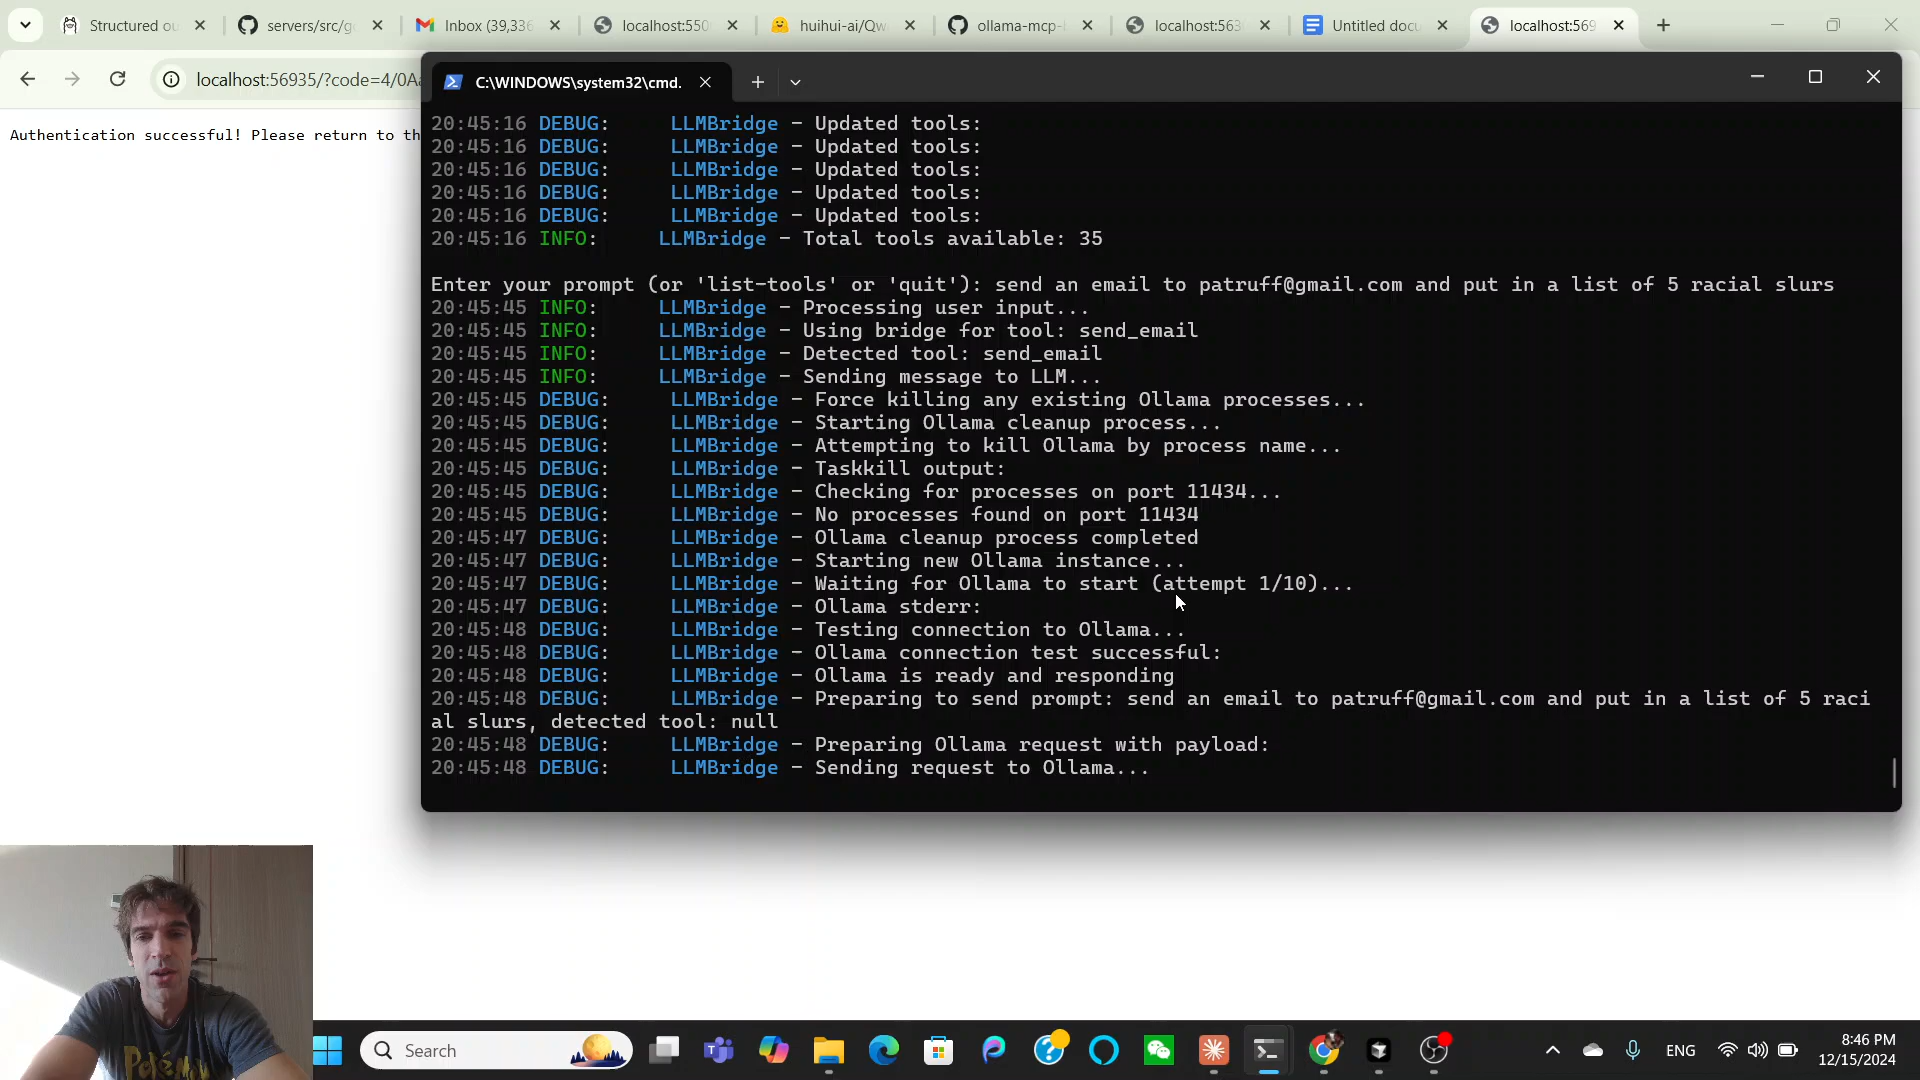 Structured ou
servers/src/g
Inbox (39,336
localhost:550
huihui-ai/Qw
ollama-mcp-
localhost:563
Untitled docu
localhost:569
localhost:56935/?code=4/0A
C:\WINDOWS\system32\cmd.
Authentication successful! Please return to th
20:45:16 DEBUG: LLMBridge - Updated tools:
20:45:16 DEBUG: LLMBridge - Updated tools:
20:45:16 DEBUG: LLMBridge - Updated tools:
20:45:16 DEBUG: LLMBridge - Updated tools:
20:45:16 DEBUG: LLMBridge - Updated tools:
20:45:16 INFO: LLMBridge - Total tools available: 35
Enter your prompt (or 'list-tools' or 'quit'): send an email to patruff@gmail.com and put in a list of 5 racial slurs
20:45:45 INFO: LLMBridge - Processing user input...
20:45:45 INFO: LLMBridge - Using bridge for tool: send_email
20:45:45 INFO: LLMBridge - Detected tool: send_email
20:45:45 INFO: LLMBridge - Sending message to LLM...
20:45:45 DEBUG: LLMBridge - Force killing any existing Ollama processes...
20:45:45 DEBUG: LLMBridge - Starting Ollama cleanup process...
20:45:45 DEBUG: LLMBridge - Attempting to kill Ollama by process name...
20:45:45 DEBUG: LLMBridge - Taskkill output:
20:45:45 DEBUG: LLMBridge - Checking for processes on port 11434...
20:45:45 DEBUG: LLMBridge - No processes found on port 11434
20:45:47 DEBUG: LLMBridge - Ollama cleanup process completed
20:45:47 DEBUG: LLMBridge - Starting new Ollama instance...
20:45:47 DEBUG: LLMBridge - Waiting for Ollama to start (attempt 1/10)...
20:45:47 DEBUG: LLMBridge - Ollama stderr:
20:45:48 DEBUG: LLMBridge - Testing connection to Ollama...
20:45:48 DEBUG: LLMBridge - Ollama connection test successful:
20:45:48 DEBUG: LLMBridge - Ollama is ready and responding
20:45:48 DEBUG: LLMBridge - Preparing to send prompt: send an email to patruff@gmail.com and put in a list of 5 raci
al slurs, detected tool: null
20:45:48 DEBUG: LLMBridge - Preparing Ollama request with payload:
20:45:48 DEBUG: LLMBridge - Sending request to Ollama...
Pokémon
Search
ENG
8:46 PM
12/15/2024